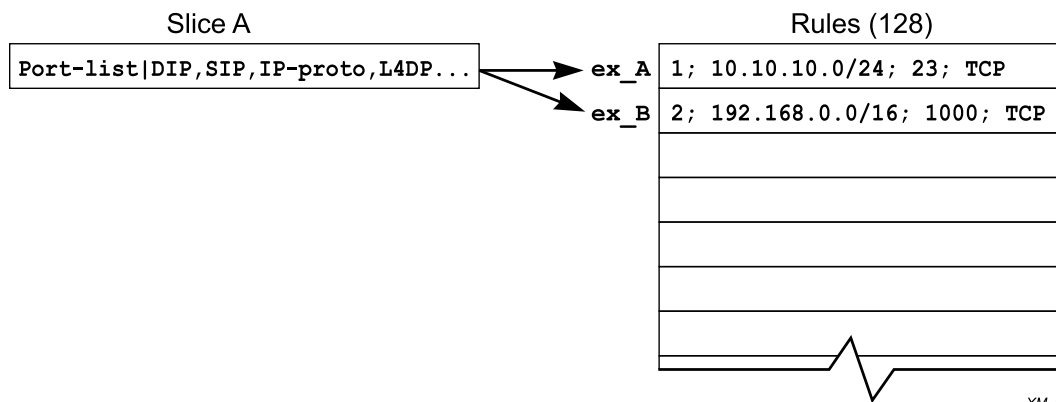 Slice A
Rules (128)
Port-list|DIP,SIP,IP-proto,L4DP...
ex_A 1; 10.10.10.0/24; 23; TCP
ex_B 2; 192.168.0.0/16; 1000; TCP
XM